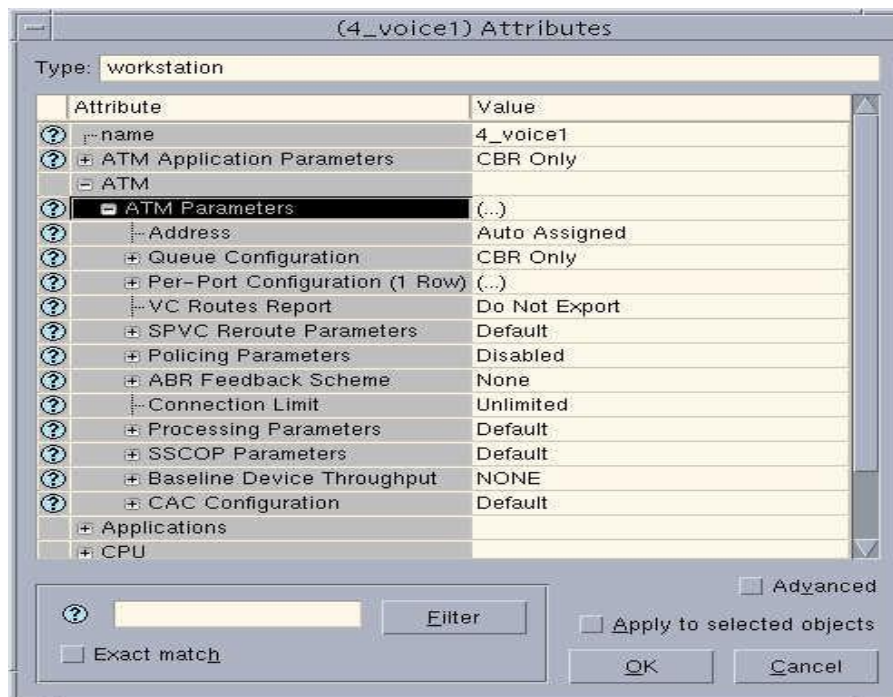 (4_voice1) Attributes
Type: workstation
Attribute Value
name 4_voice1
ATM Application Parameters CBR Only
ATM
ATM Parameters (...)
Address Auto Assigned
Queue Configuration CBR Only
Per-Port Configuration (1 Row) (...)
VC Routes Report Do Not Export
SPVC Reroute Parameters Default
Policing Parameters Disabled
ABR Feedback Scheme None
Connection Limit Unlimited
Processing Parameters Default
SSCOP Parameters Default
Baseline Device Throughput NONE
CAC Configuration Default
Applications
CPU
Advanced
Filter
Apply to selected objects
Exact match
OK Cancel